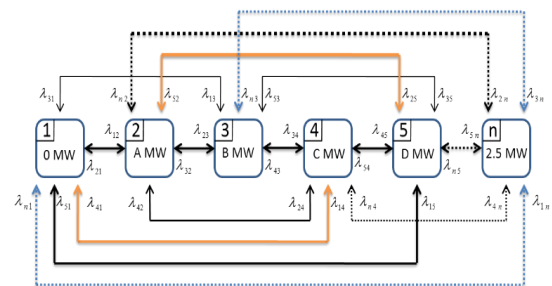 λ31 λn2 λ52 λ13 λn3 λ53 λ25 λ35 λ2n λ3n
1 2 3 4 5 n
λ12 λ23 λ34 λ45 λ5n
0 MW A MW B MW C MW D MW 2.5 MW
λ21 λ32 λ43 λ54 λn5
λn1 λ51 λ41 λ42 λ24 λ14 λn4 λ15 λ4n λ1n